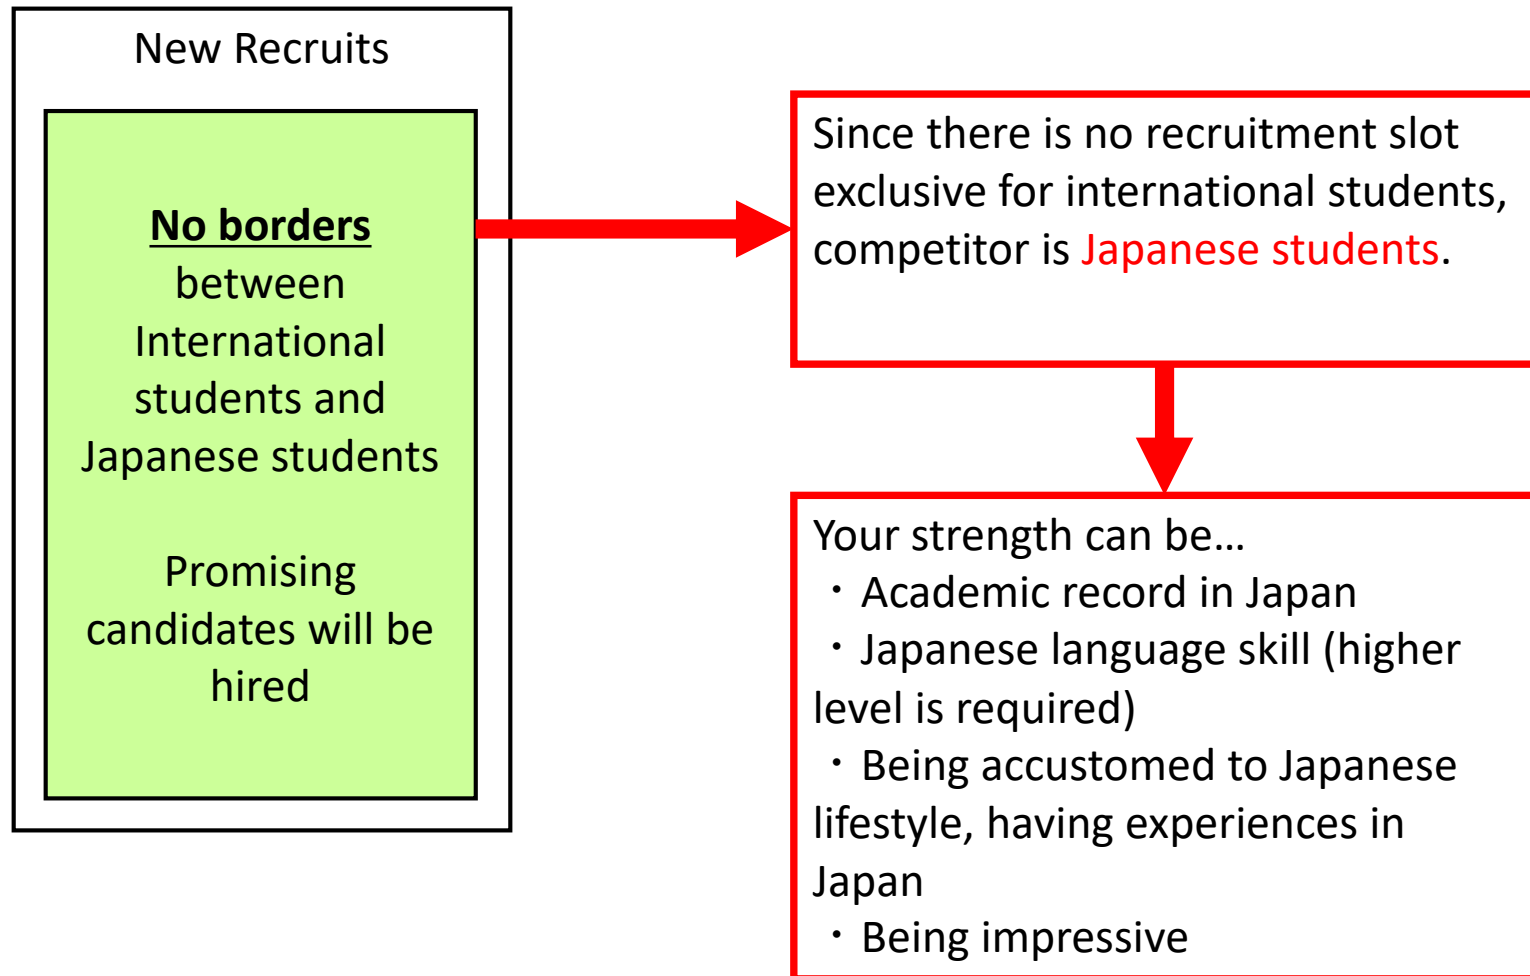 New Recruits
No borders
between
International
students and
Japanese students
Promising
candidates will be
hired
Since there is no recruitment slot
exclusive for international students,
competitor is Japanese students.
Your strength can be…
・Academic record in Japan
・Japanese language skill (higher
level is required)
・Being accustomed to Japanese
lifestyle, having experiences in
Japan
・Being impressive